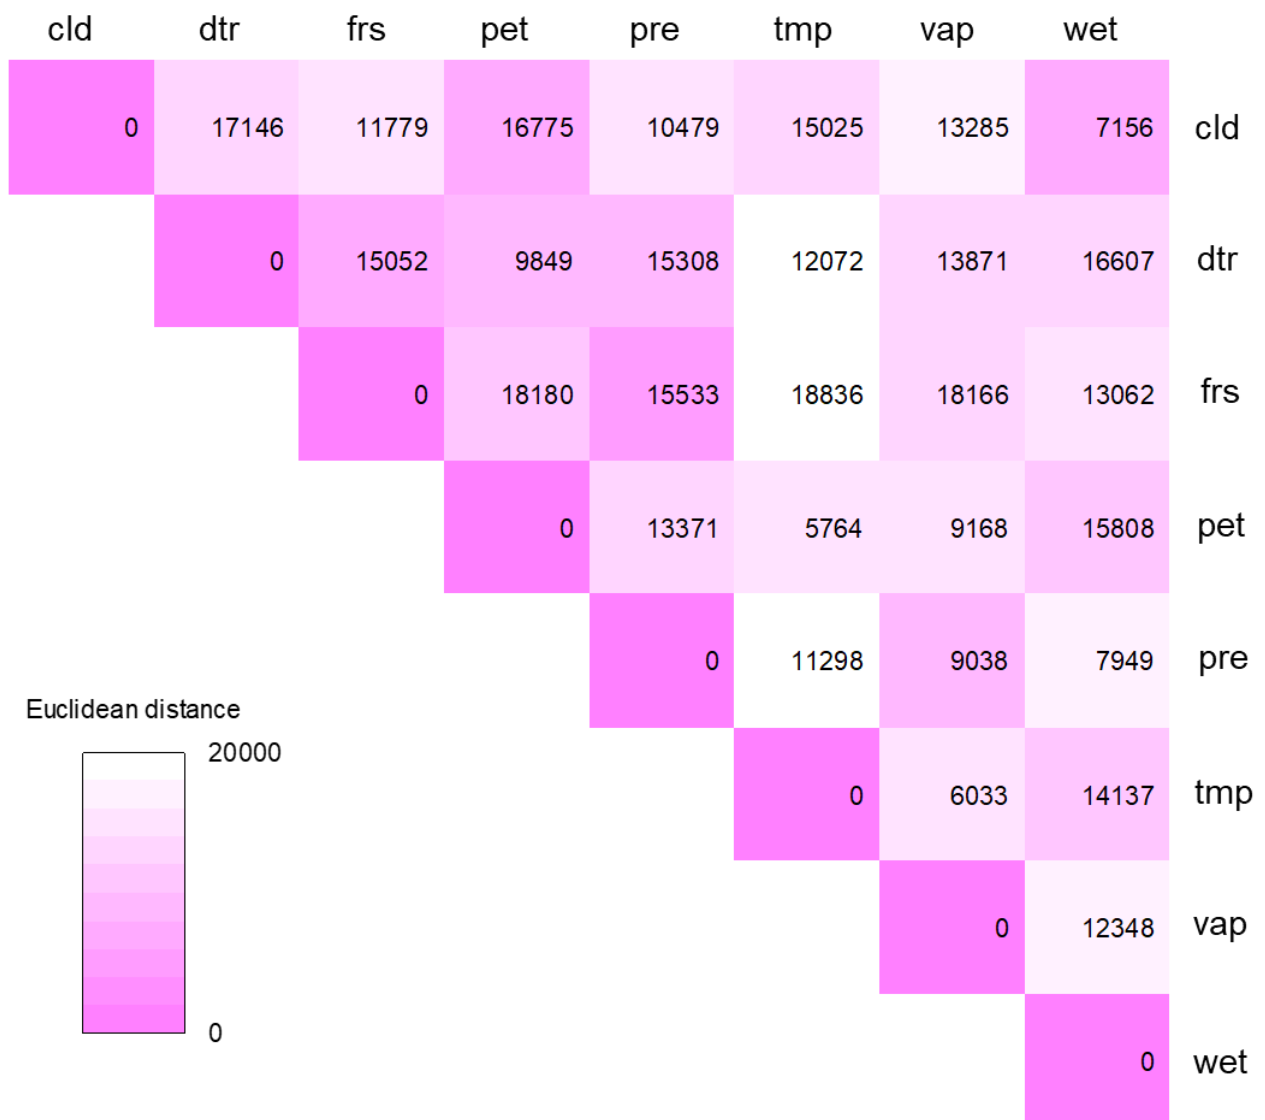 cld dtr frs pet pre tmp vap wet
0 17146 11779 16775 10479 15025 13285 7156 cld
0 15052 9849 15308 12072 13871 16607 dtr
0 18180 15533 18836 18166 13062 frs
0 13371 5764 9168 15808 pet
0 11298 9038 7949 pre
Euclidean distance
20000
0 6033 14137 tmp
0 12348 vap
0
0 wet